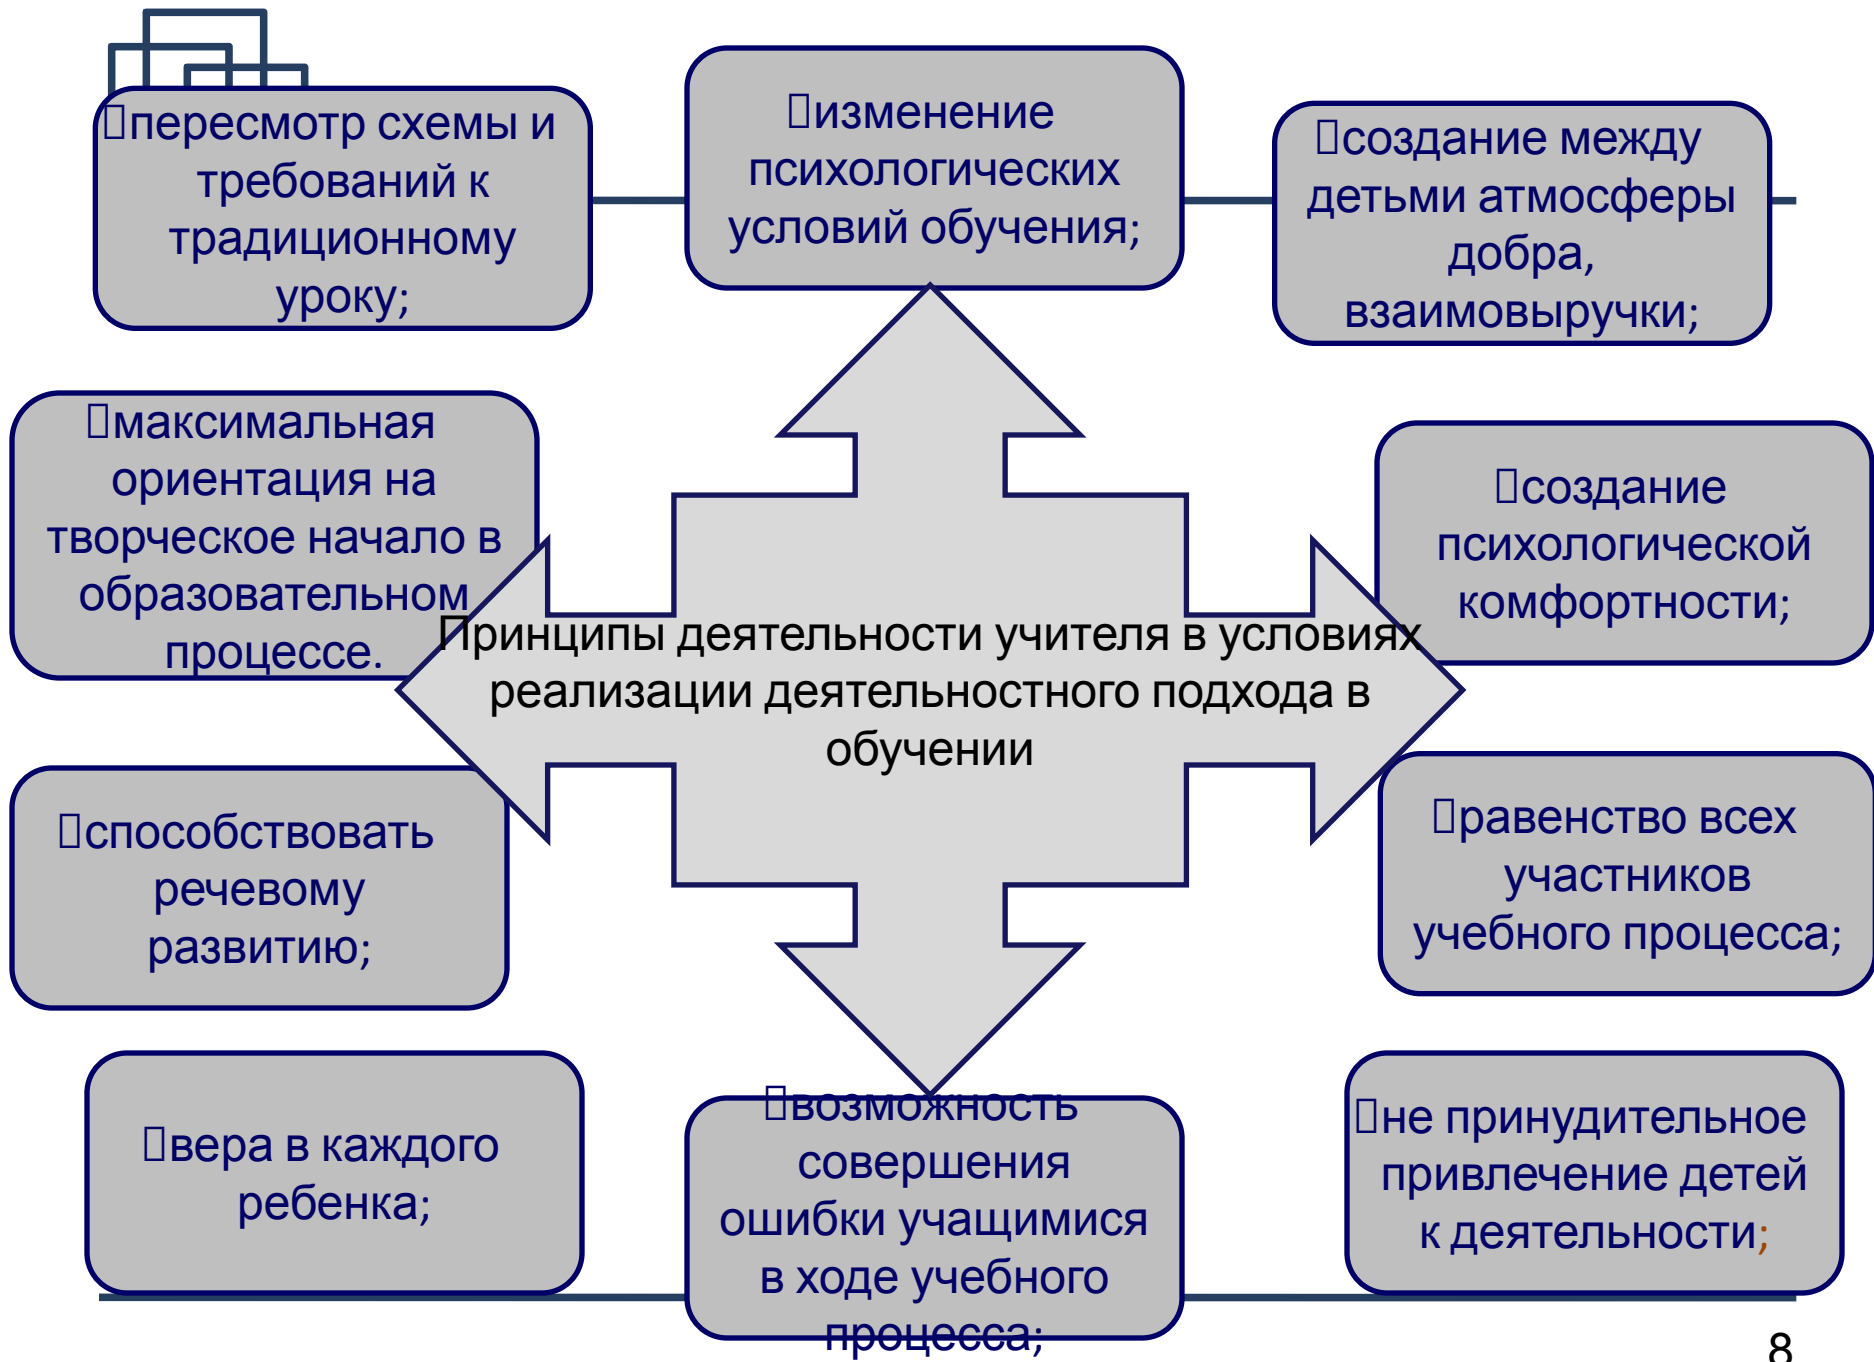 пересмотр схемы и
требований к
традиционному
уроку;
изменение
психологических
условий обучения;
создание между
детьми атмосферы
добра,
взаимовыручки;
максимальная
ориентация на
творческое начало в
образовательном
процессе.
создание
психологической
комфортности;
Принципы деятельности учителя в условиях
реализации деятельностного подхода в
обучении
способствовать
речевому
развитию;
равенство всех
участников
учебного процесса;
вера в каждого
ребенка;
возможность
совершения
ошибки учащимися
в ходе учебного
процесса;
не принудительное
привлечение детей
к деятельности;
8